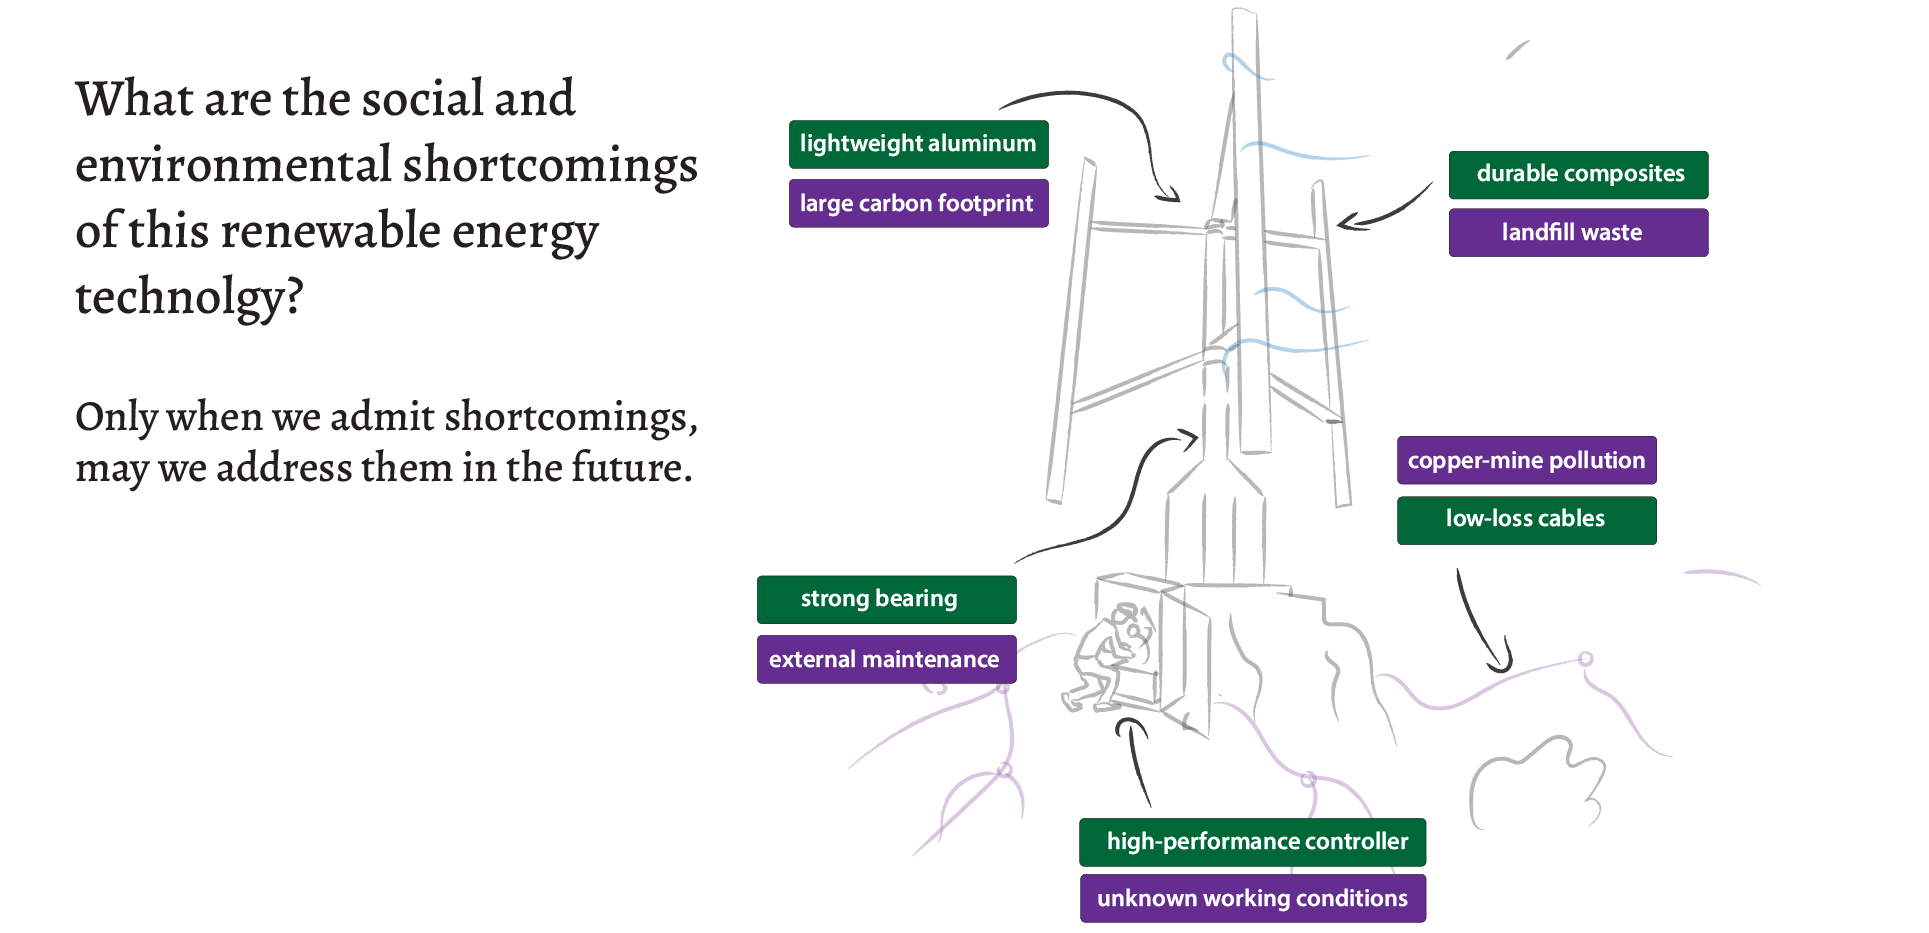 What are the social and
environmental shortcomings
of this renewable energy
technolgy?
Only when we admit shortcomings,
may we address them in the future.
lightweight aluminum
large carbon footprint
durable composites
landfill waste
copper-mine pollution
low-loss cables
strong bearing
external maintenance
high-performance controller
unknown working conditions